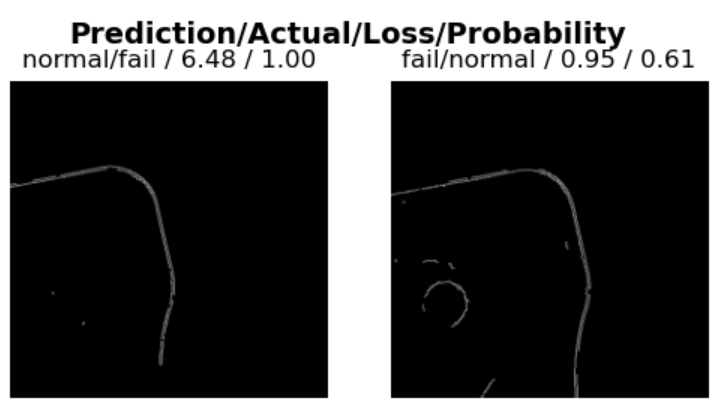 Prediction/Actual/Loss/Probability
normal/fail / 6.48 / 1.00
fail/normal / 0.95 / 0.61